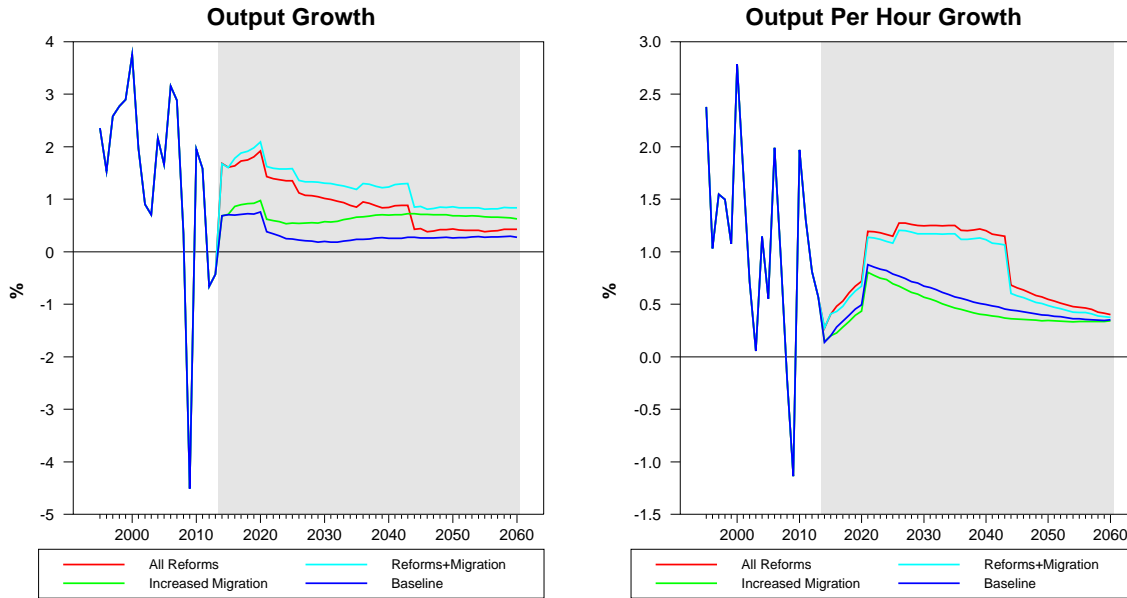 Output Growth
%
4
3
2
1
0
-1
-2
-3
-4
-5
2000 2010 2020 2030 2040 2050 2060
All Reforms Reforms+Migration
Increased Migration Baseline
Output Per Hour Growth
%
3.0
2.5
2.0
1.5
1.0
0.5
0.0
-0.5
-1.0
-1.5
2000 2010 2020 2030 2040 2050 2060
All Reforms Reforms+Migration
Increased Migration Baseline